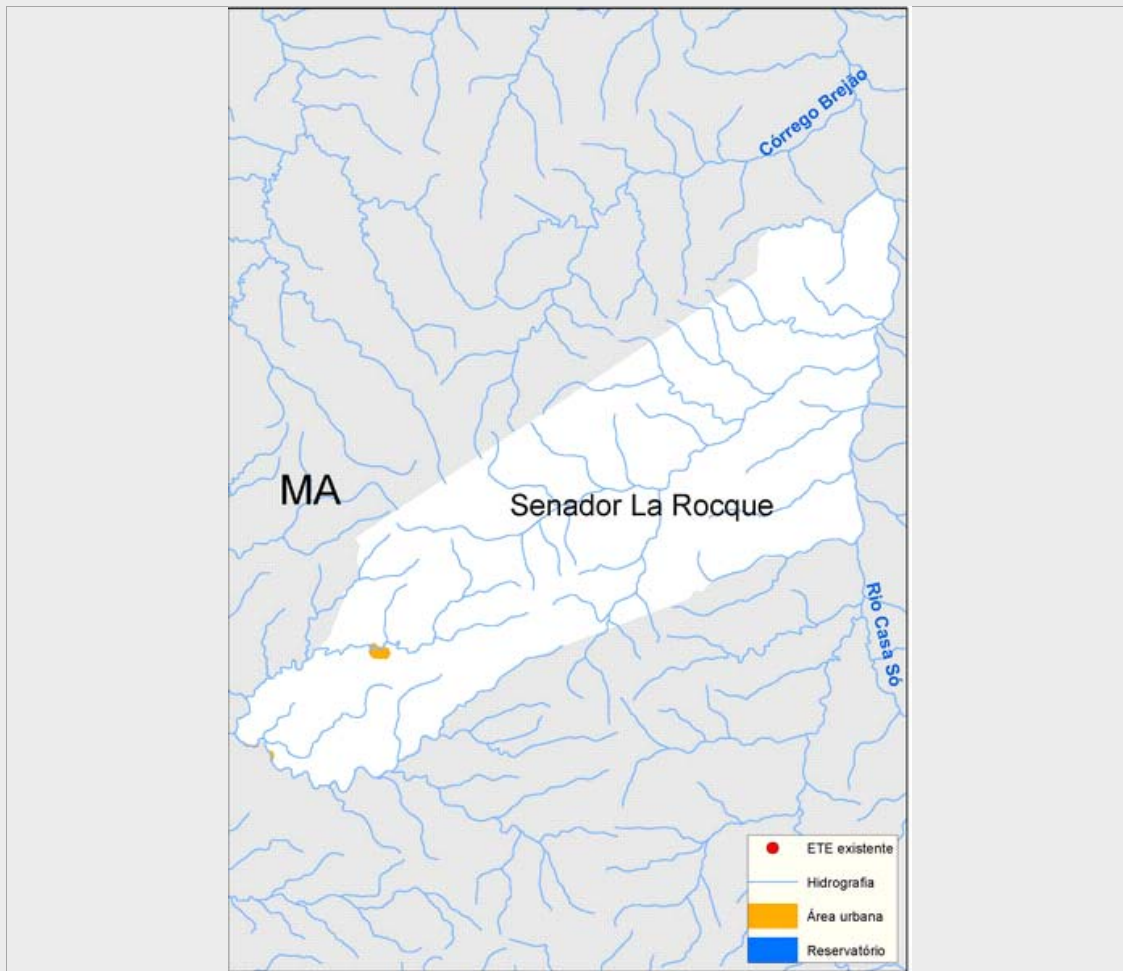 Córrego Brejão
MA
Senador La Rocque
Rio Casa Só
ETE existente
Hidrografia
Área urbana
Reservatório